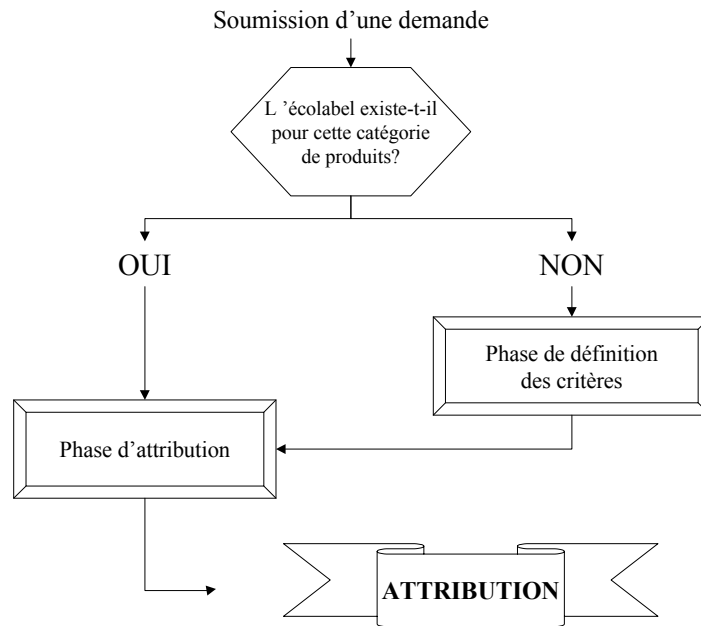 Soumission d’une demande
L ’écolabel existe-t-il
pour cette catégorie
de produits?
OUI
NON
Phase de définition
des critères
Phase d’attribution
ATTRIBUTION